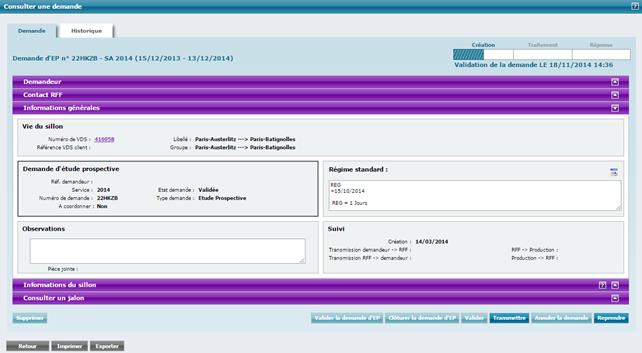 Consulter une demande
Demande Historique
Création Traitement Réponse
Demande d'EP n° 22HKZB - SA 2014 (15/12/2013 - 13/12/2014)
Validation de la demande LE 18/11/2014 14:36
Demandeur
Contact RFF
Informations générales
Vie du sillon
Numéro de VDS : 416058 Libellé : Paris-Austerlitz ---> Paris-Batignolles
Référence VDS client : Groupe : Paris-Austerlitz ---> Paris-Batignolles
Demande d'étude prospective
Réf. demandeur :
Service : 2014 Etat demande : Validée
Numéro de demande : 22HKZB Type demande : Etude Prospective
A coordonner : Non
Régime standard :
REG
=15/10/2014
REG = 1 Jours
Observations
Pièce jointe :
Suivi
Création : 14/03/2014
Transmission demandeur -> RFF : RFF -> Production :
Transmission RFF -> demandeur : Production -> RFF :
Informations du sillon ?
Consulter un jalon
Supprimer Valider la demande d'EP Clôturer la demande d'EP Valider Transmettre Annuler la demande Reprendre
Retour Imprimer Exporter